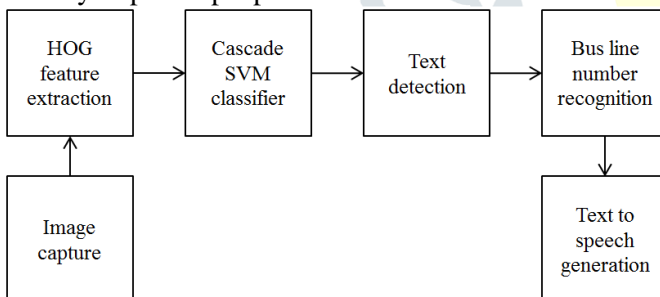 HOG
feature
extraction
Cascade
SVM
classifier
Text
detection
Bus line
number
recognition
Image
capture
Text to
speech
generation